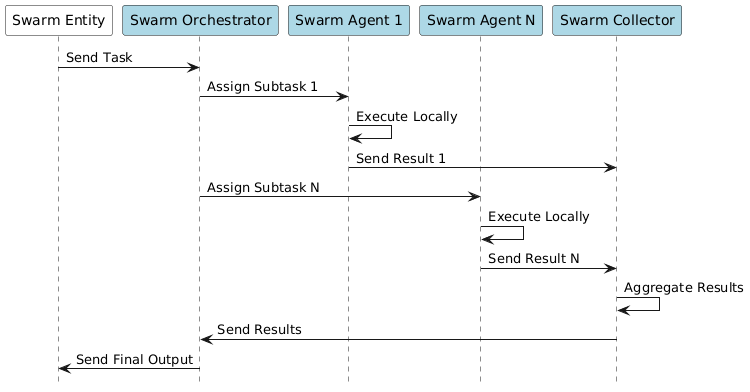 Swarm Entity
Swarm Orchestrator
Swarm Agent 1
Swarm Agent N
Swarm Collector
Send Task
Assign Subtask 1
Execute Locally
Send Result 1
Assign Subtask N
Execute Locally
Send Result N
Aggregate Results
Send Results
Send Final Output